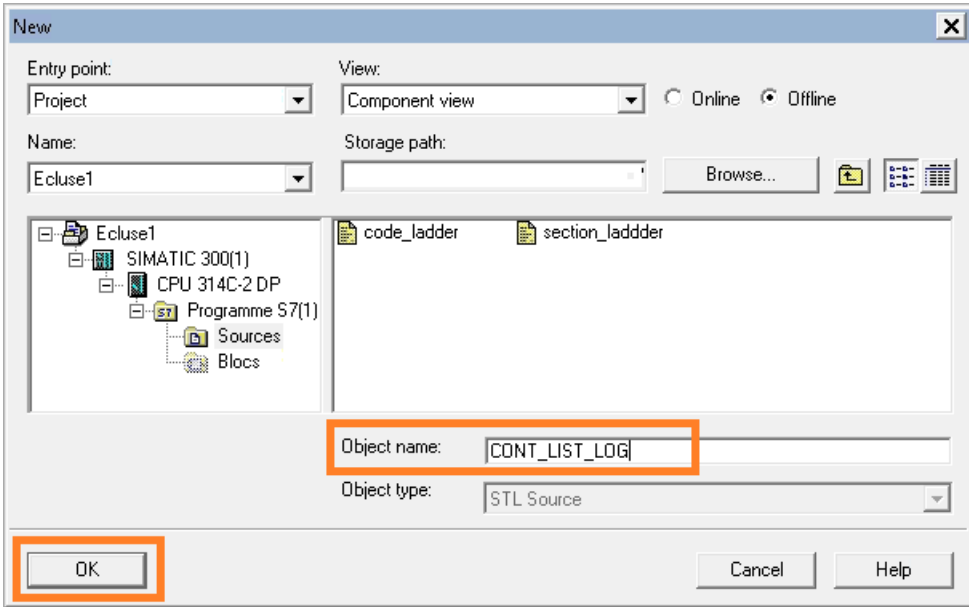 New
Entry point:
View:
Project
Component view
Online
Offline
Name:
Storage path:
Ecluse1
Browse...
Ecluse1
SIMATIC 300(1)
CPU 314C-2 DP
S7
Programme S7(1)
Sources
Blocs
code_ladder
section_laddder
Object name:
CONT_LIST_LOG
Object type:
STL Source
OK
Cancel
Help